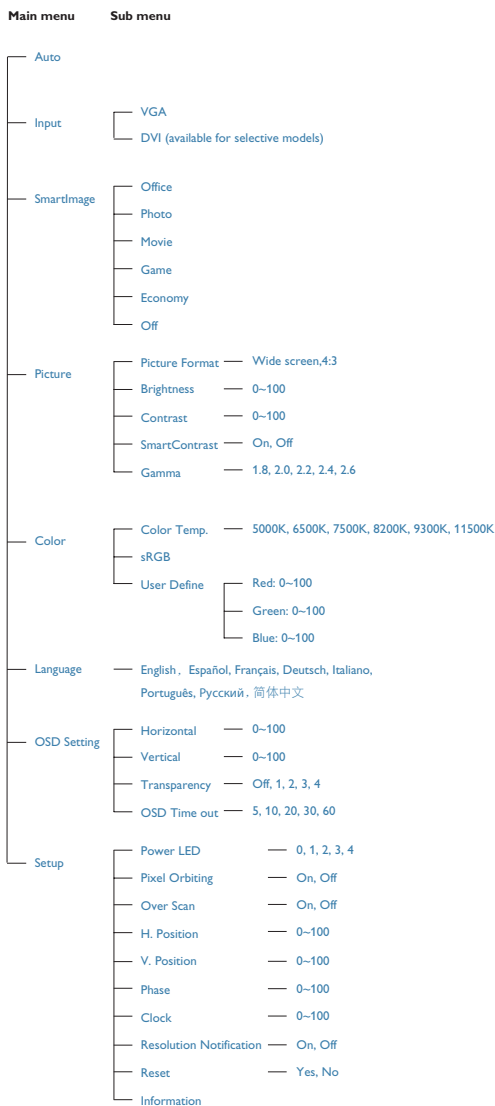 Main menu Sub menu
Auto
Input
VGA
DVI (available for selective models)
SmartImage
Office
Photo
Movie
Game
Economy
Off
Picture
Picture Format Wide screen,4:3
Brightness 0~100
Contrast 0~100
SmartContrast On, Off
Gamma 1.8, 2.0, 2.2, 2.4, 2.6
Color
Color Temp. 5000K, 6500K, 7500K, 8200K, 9300K, 11500K
sRGB
User Define Red: 0~100
Green: 0~100
Blue: 0~100
Language English, Español, Français, Deutsch, Italiano,
Português, Русский, 简体中文
OSD Setting
Horizontal 0~100
Vertical 0~100
Transparency Off, 1, 2, 3, 4
OSD Time out 5, 10, 20, 30, 60
Setup
Power LED 0, 1, 2, 3, 4
Pixel Orbiting On, Off
Over Scan On, Off
H. Position 0~100
V. Position 0~100
Phase 0~100
Clock 0~100
Resolution Notification On, Off
Reset Yes, No
Information